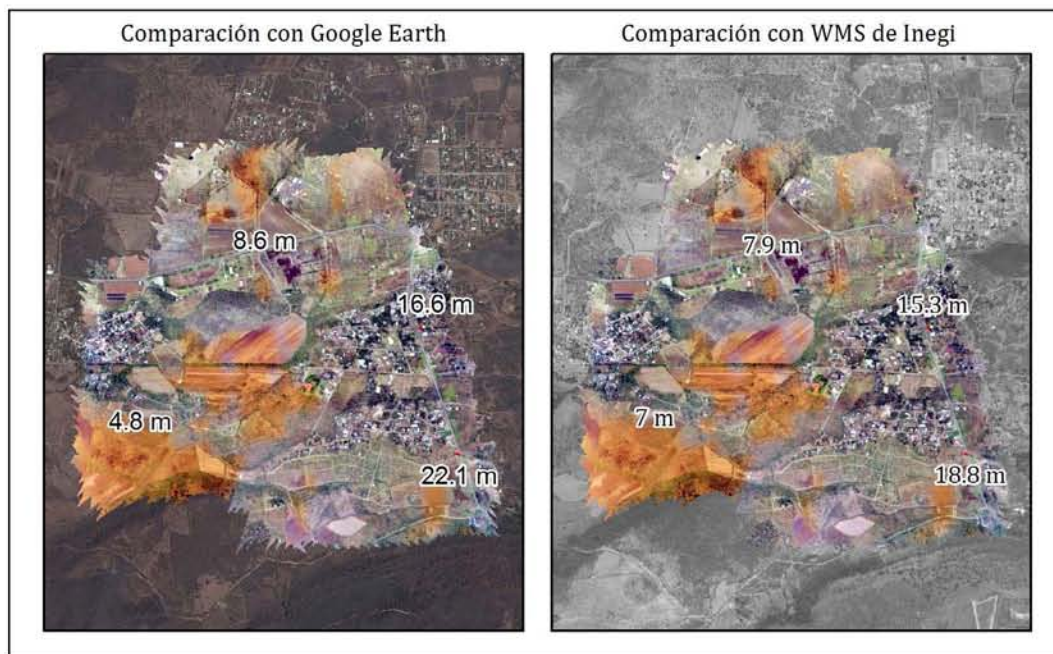 Comparación con Google Earth
Comparación con WMS de Inegi
8.6 m
16.6 m
4.8 m
22.1 m
7.9 m
15.3 m
7 m
18.8 m